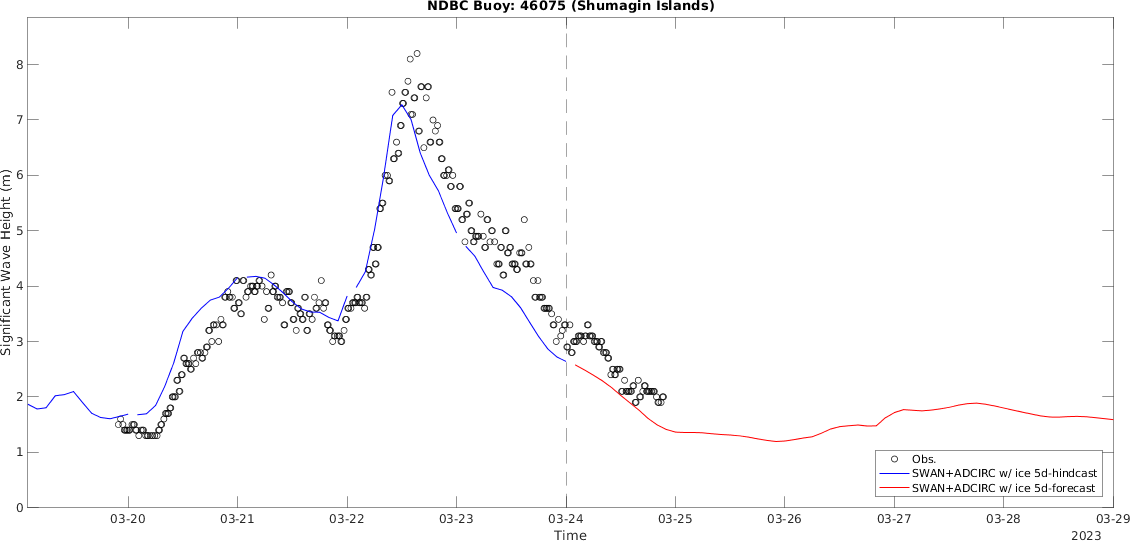 NDBC Buoy: 46075 (Shumagin Islands)
Significant Wave Height (m)
8
7
6
5
4
3
2
1
0
Obs.
SWAN+ADCIRC w/ ice 5d-hindcast
SWAN+ADCIRC w/ ice 5d-forecast
03-20 03-21 03-22 03-23 03-24 03-25 03-26 03-27 03-28 03-29
Time
2023